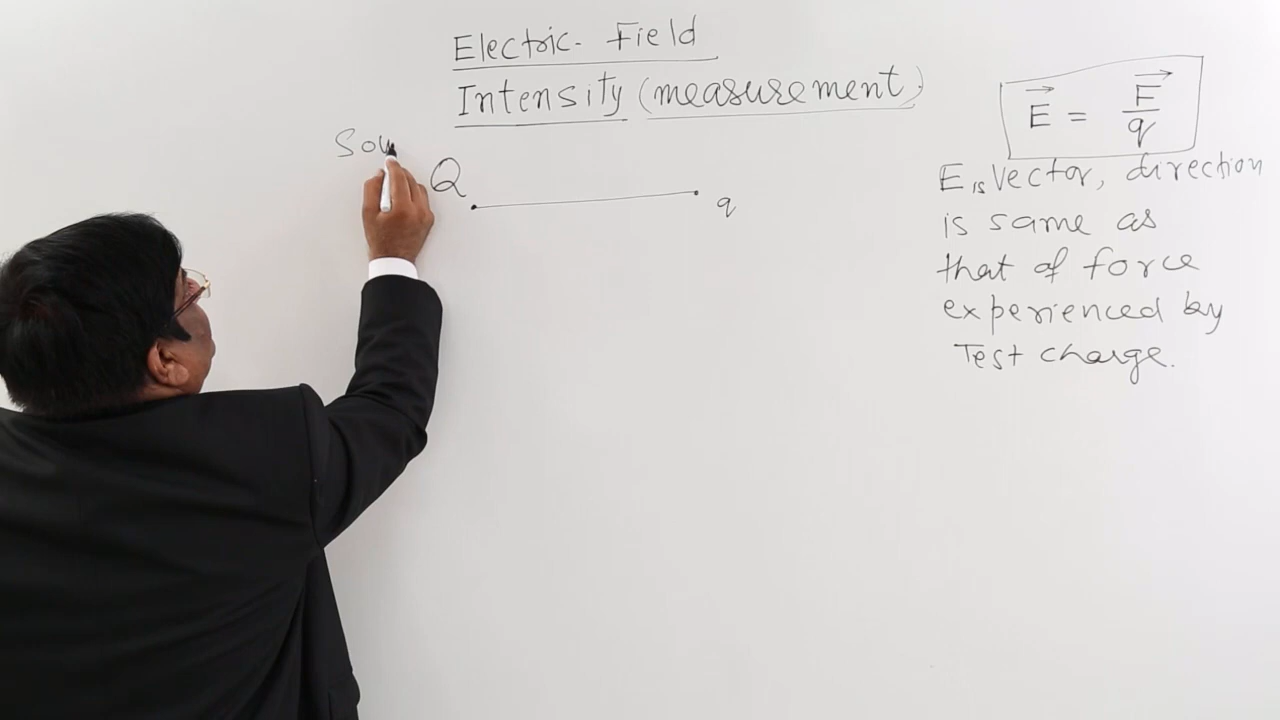 Electric- Field
Intensity (measurement)
Sou
Q
q
E = F/q
E is Vector, direction
is same as
that of force
experienced by
Test charge.